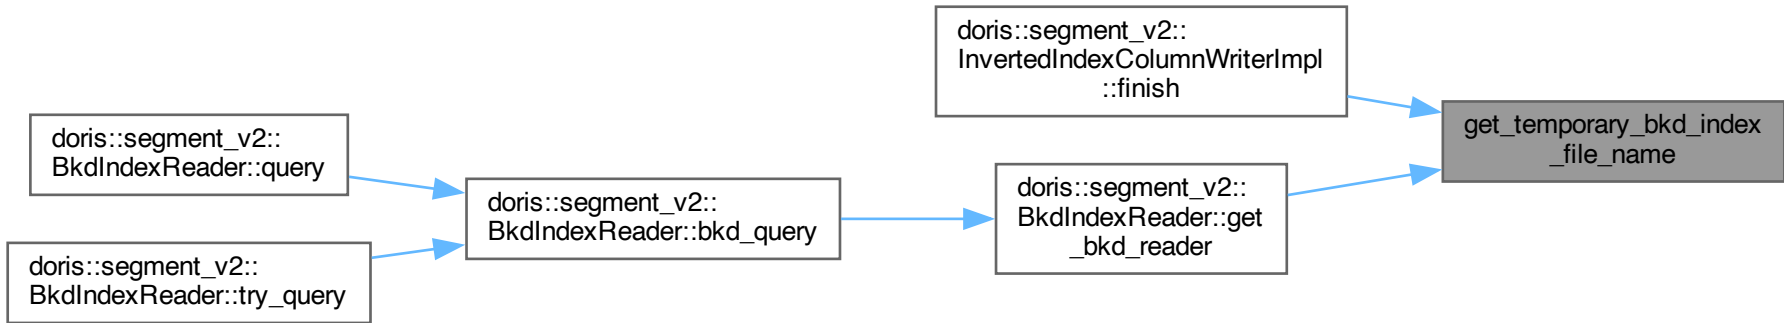 doris::segment_v2::
InvertedIndexColumnWriterImpl
::finish
get_temporary_bkd_index
_file_name
doris::segment_v2::
BkdIndexReader::query
doris::segment_v2::
BkdIndexReader::bkd_query
doris::segment_v2::
BkdIndexReader::get
_bkd_reader
doris::segment_v2::
BkdIndexReader::try_query